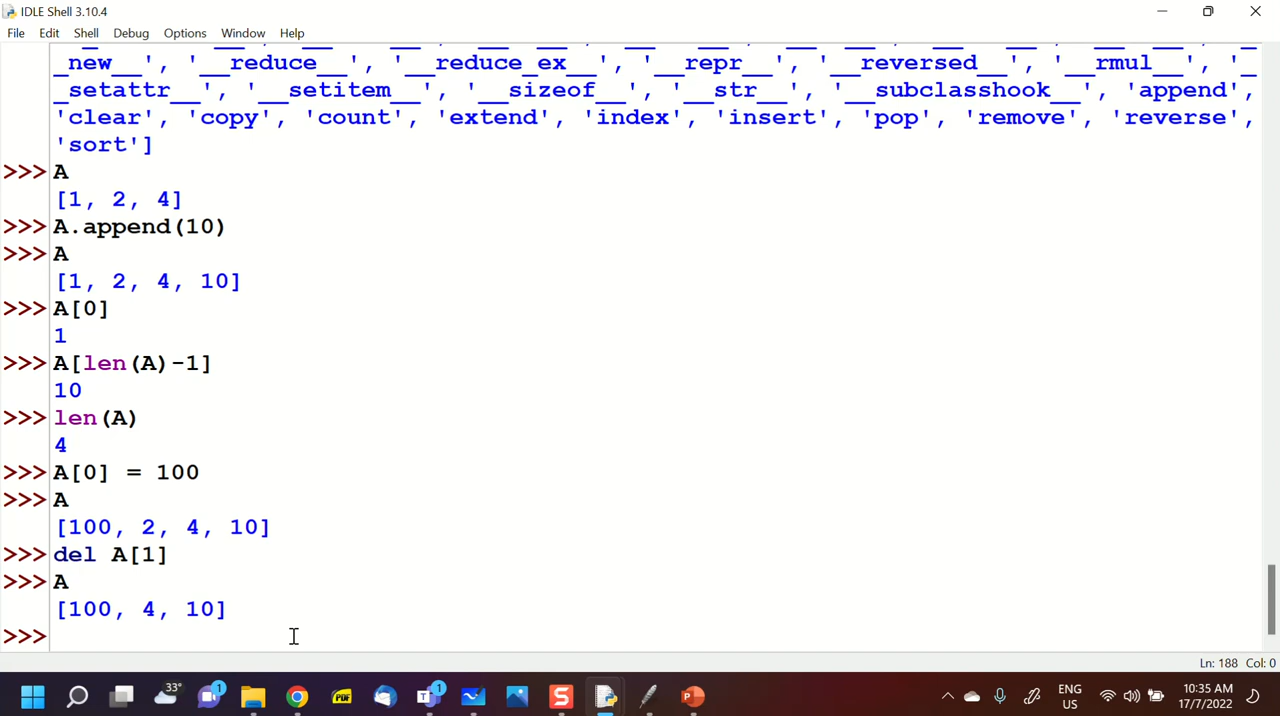 IDLE Shell 3.10.4
File Edit Shell Debug Options Window Help
_new__', '__reduce__', '__reduce_ex__', '__repr__', '__reversed__', '__rmul__', '_
_setattr__', '__setitem__', '__sizeof__', '__str__', '__subclasshook__', 'append',
'clear', 'copy', 'count', 'extend', 'index', 'insert', 'pop', 'remove', 'reverse',
'sort']
>>> A
[1, 2, 4]
>>> A.append(10)
>>> A
[1, 2, 4, 10]
>>> A[0]
1
>>> A[len(A)-1]
10
>>> len(A)
4
>>> A[0] = 100
>>> A
[100, 2, 4, 10]
>>> del A[1]
>>> A
[100, 4, 10]
>>>
Ln: 188 Col: 0
33°
1
PDF
1
ENG
US
10:35 AM
17/7/2022